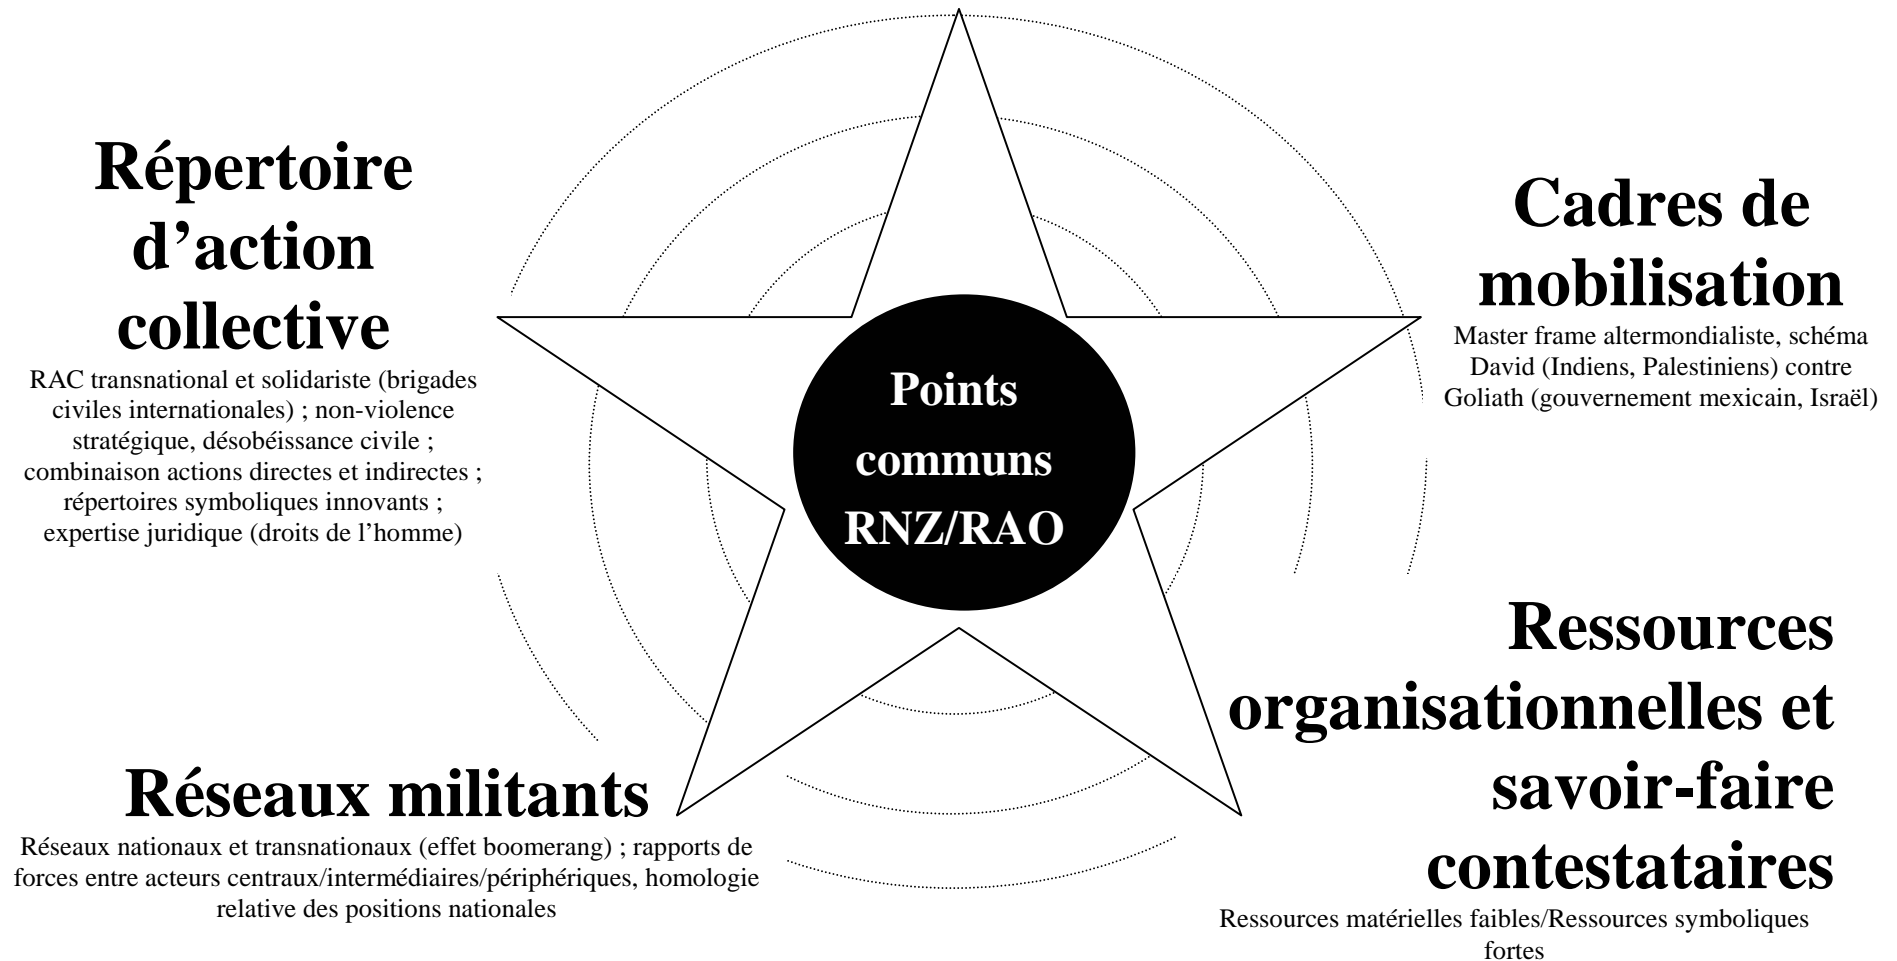 Répertoire
d’action
collective
RAC transnational et solidariste (brigades
civiles internationales) ; non-violence
stratégique, désobéissance civile ;
combinaison actions directes et indirectes ;
répertoires symboliques innovants ;
expertise juridique (droits de l’homme)
Cadres de
mobilisation
Master frame altermondialiste, schéma
David (Indiens, Palestiniens) contre
Goliath (gouvernement mexicain, Israël)
Points
communs
RNZ/RAO
Réseaux militants
Réseaux nationaux et transnationaux (effet boomerang) ; rapports de
forces entre acteurs centraux/intermédiaires/périphériques, homologie
relative des positions nationales
Ressources
organisationnelles et
savoir-faire
contestataires
Ressources matérielles faibles/Ressources symboliques
fortes